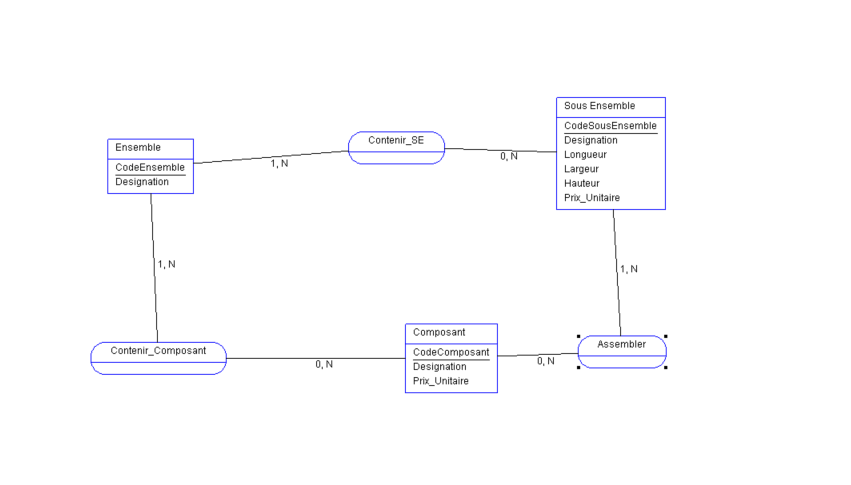 Sous Ensemble
CodeSousEnsemble
Designation
Longueur
Largeur
Hauteur
Prix_Unitaire
Contenir_SE
Ensemble
CodeEnsemble
Designation
1, N
0, N
1, N
1, N
Contenir_Composant
Composant
CodeComposant
Designation
Prix_Unitaire
Assembler
0, N
0, N